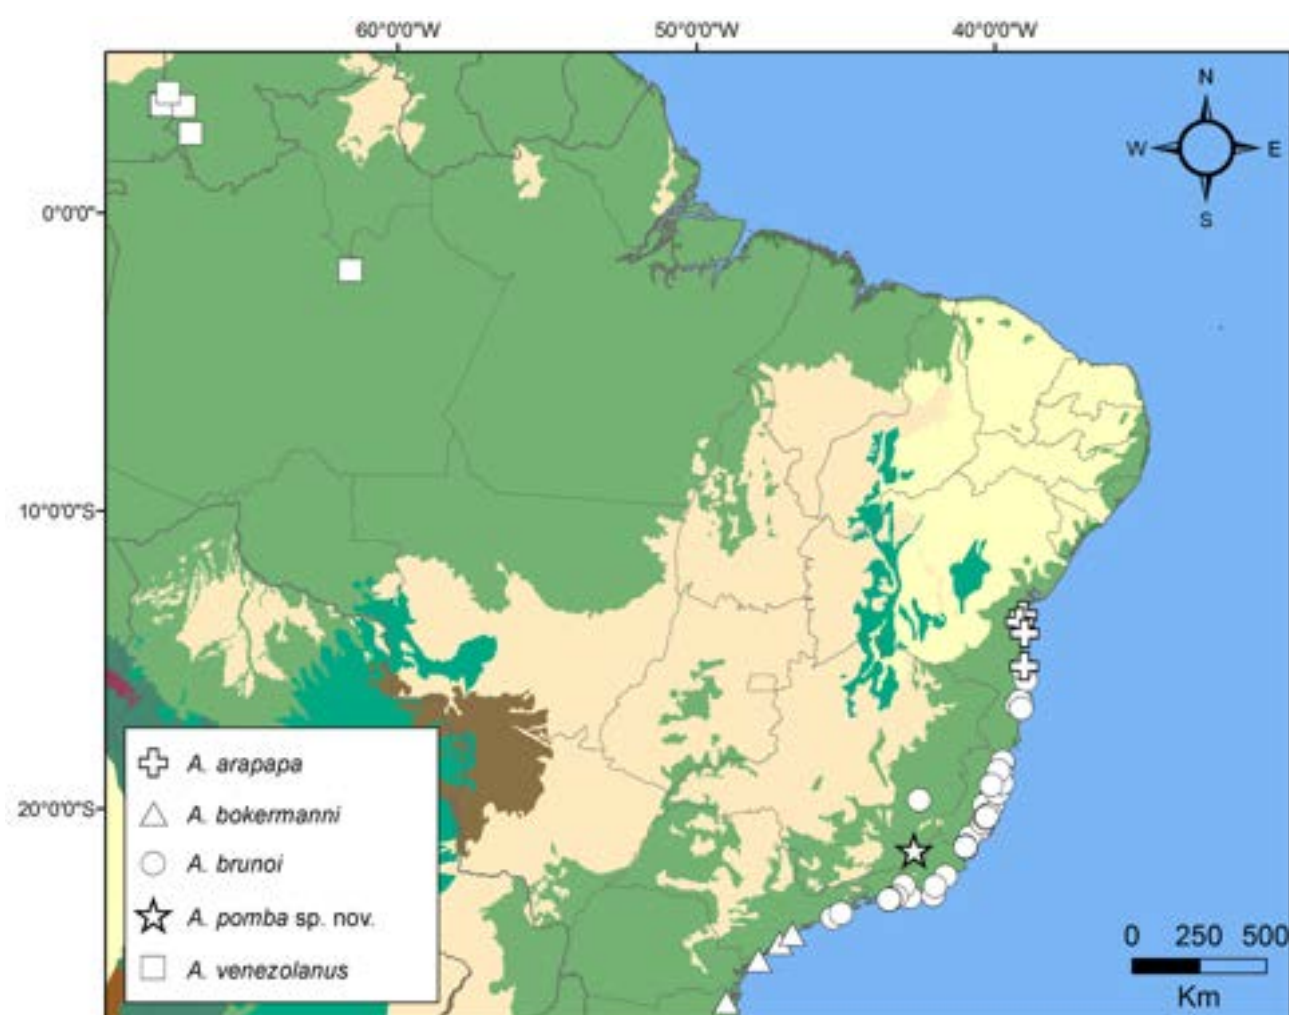 60°0'0"W 50°0'0"W 40°0'0"W
N
W E
S
0°0'0"
10°0'0"S
20°0'0"S
A. arapapa
A. bokermanni
A. brunoi
A. pomba sp. nov.
A. venezolanus
0 250 500
Km